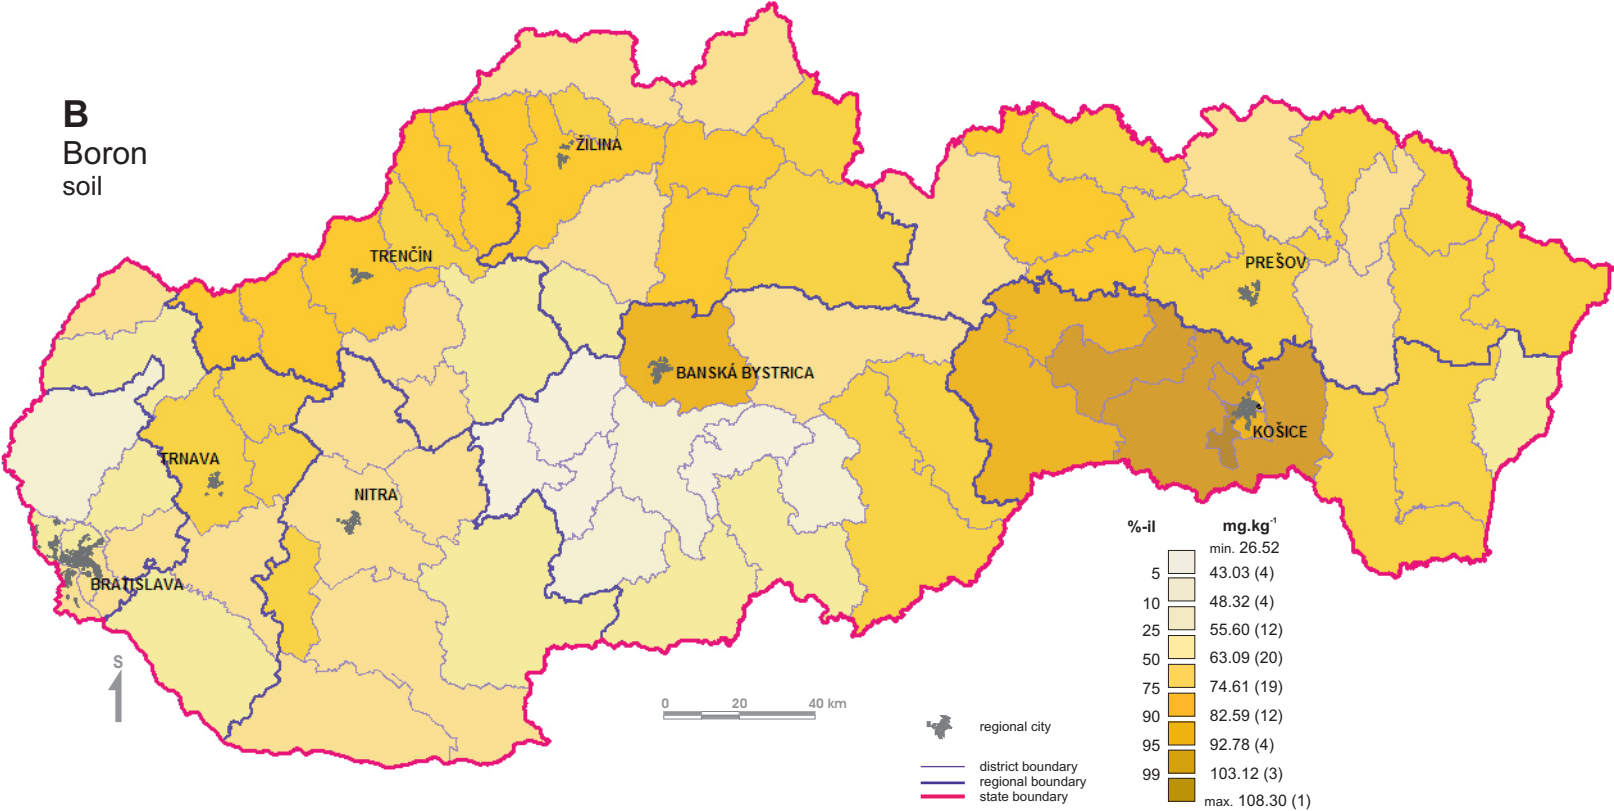 B
Boron
soil
ŽILINA
TRENČÍN
PREŠOV
BANSKÁ BYSTRICA
KOŠICE
TRNAVA
NITRA
BRATISLAVA
S
0 20 40 km
regional city
district boundary
regional boundary
state boundary
%-il mg.kg-1
min. 26.52
5 43.03 (4)
10 48.32 (4)
25 55.60 (12)
50 63.09 (20)
75 74.61 (19)
90 82.59 (12)
95 92.78 (4)
99 103.12 (3)
max. 108.30 (1)